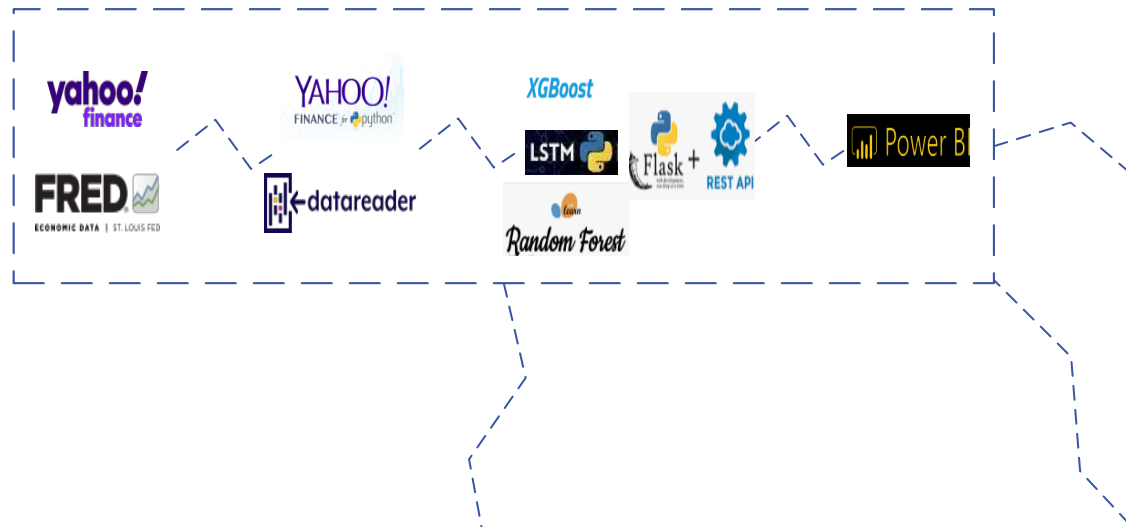 yahoo!
finance
FRED
ECONOMIC DATA | ST. LOUIS FED
YAHOO!
FINANCE for python
datareader
XGBoost
LSTM
learn
Random Forest
Flask
+
REST API
Power BI